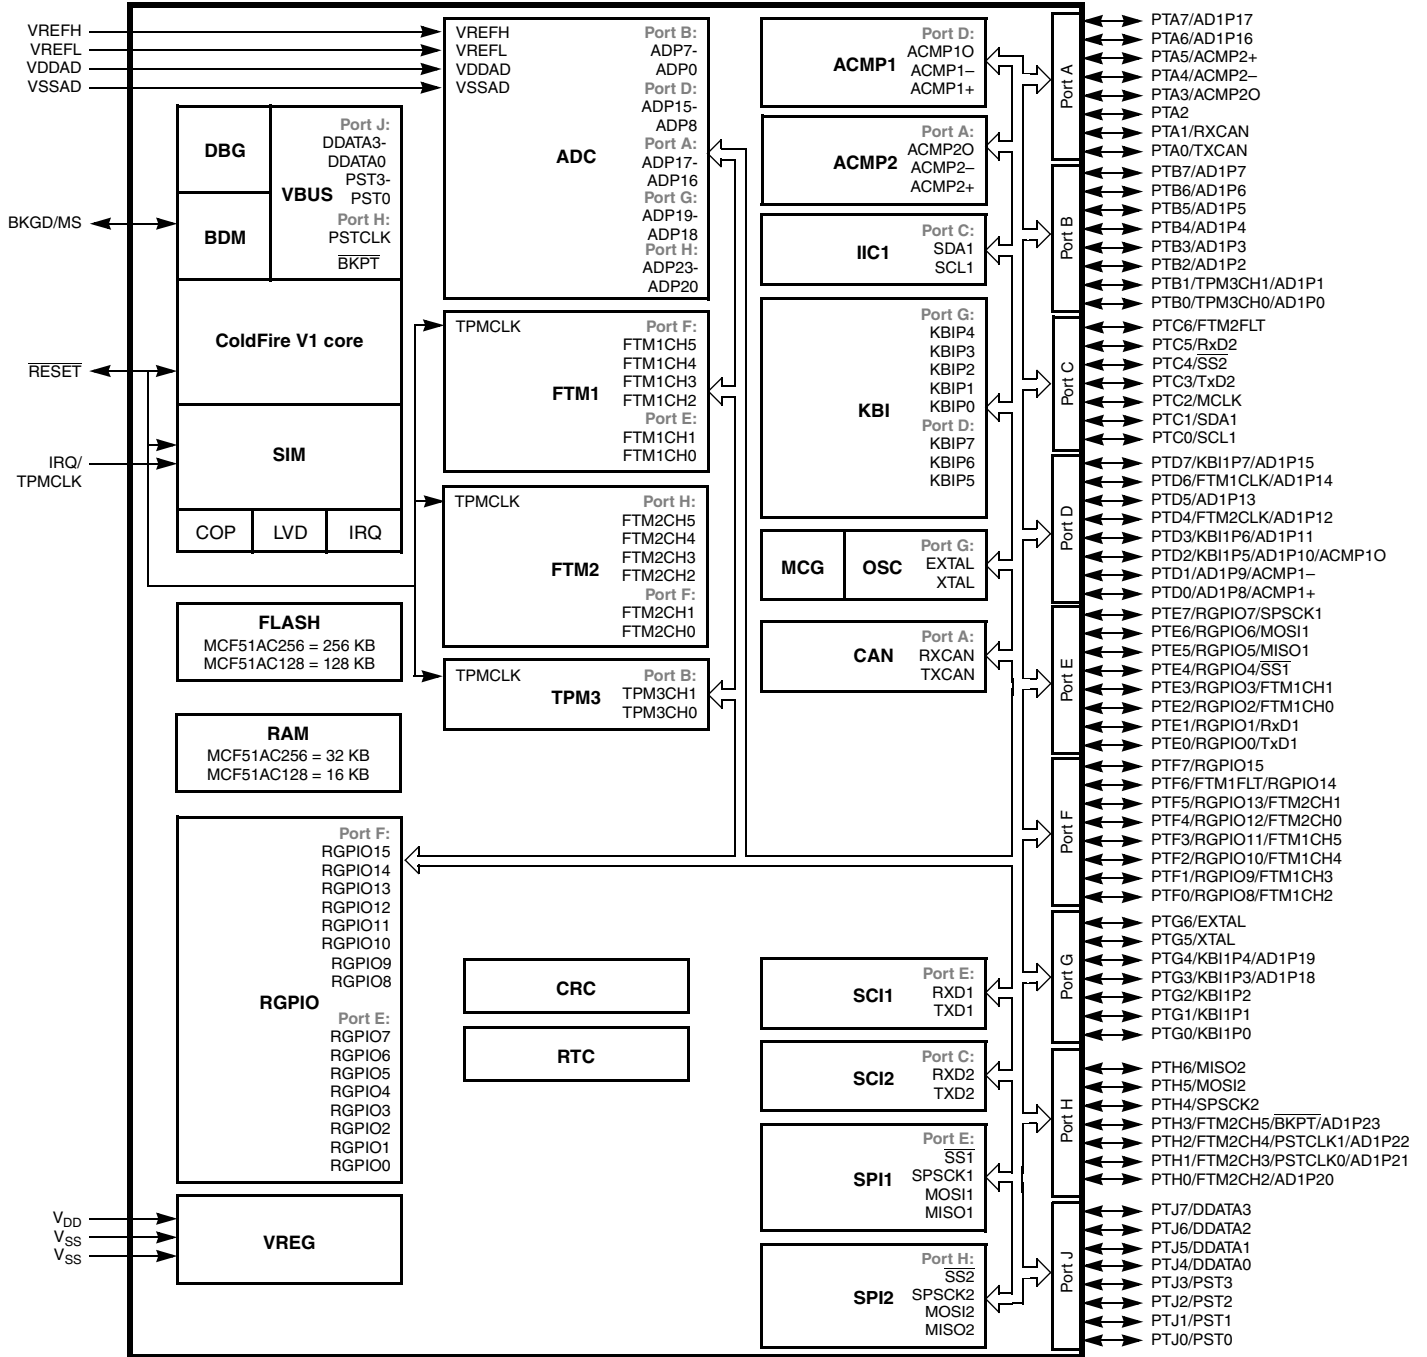 VREFH
VREFL
VDDAD
VSSAD
BKGD/MS
RESET
IRQ/
TPMCLK
VDD
VSS
VSS
DBG
BDM
VBUS
Port J:
DDATA3-
DDATA0
PST3-
PST0
Port H:
PSTCLK
BKPT
ColdFire V1 core
SIM
COP
LVD
IRQ
FLASH
MCF51AC256 = 256 KB
MCF51AC128 = 128 KB
RAM
MCF51AC256 = 32 KB
MCF51AC128 = 16 KB
RGPIO
Port F:
RGPIO15
RGPIO14
RGPIO13
RGPIO12
RGPIO11
RGPIO10
RGPIO9
RGPIO8
Port E:
RGPIO7
RGPIO6
RGPIO5
RGPIO4
RGPIO3
RGPIO2
RGPIO1
RGPIO0
VREG
VREFH
VREFL
VDDAD
VSSAD
ADC
Port B:
ADP7-
ADP0
Port D:
ADP15-
ADP8
Port A:
ADP17-
ADP16
Port G:
ADP19-
ADP18
Port H:
ADP23-
ADP20
TPMCLK
FTM1
Port F:
FTM1CH5
FTM1CH4
FTM1CH3
FTM1CH2
Port E:
FTM1CH1
FTM1CH0
TPMCLK
FTM2
Port H:
FTM2CH5
FTM2CH4
FTM2CH3
FTM2CH2
Port F:
FTM2CH1
FTM2CH0
TPMCLK
TPM3
Port B:
TPM3CH1
TPM3CH0
CRC
RTC
ACMP1
Port D:
ACMP1O
ACMP1–
ACMP1+
ACMP2
Port A:
ACMP2O
ACMP2–
ACMP2+
IIC1
Port C:
SDA1
SCL1
KBI
Port G:
KBIP4
KBIP3
KBIP2
KBIP1
KBIP0
Port D:
KBIP7
KBIP6
KBIP5
MCG
OSC
Port G:
EXTAL
XTAL
CAN
Port A:
RXCAN
TXCAN
SCI1
Port E:
RXD1
TXD1
SCI2
Port C:
RXD2
TXD2
SPI1
Port E:
SS1
SPSCK1
MOSI1
MISO1
SPI2
Port H:
SS2
SPSCK2
MOSI2
MISO2
Port A
PTA7/AD1P17
PTA6/AD1P16
PTA5/ACMP2+
PTA4/ACMP2–
PTA3/ACMP2O
PTA2
PTA1/RXCAN
PTA0/TXCAN
Port B
PTB7/AD1P7
PTB6/AD1P6
PTB5/AD1P5
PTB4/AD1P4
PTB3/AD1P3
PTB2/AD1P2
PTB1/TPM3CH1/AD1P1
PTB0/TPM3CH0/AD1P0
Port C
PTC6/FTM2FLT
PTC5/RxD2
PTC4/SS2
PTC3/TxD2
PTC2/MCLK
PTC1/SDA1
PTC0/SCL1
Port D
PTD7/KBI1P7/AD1P15
PTD6/FTM1CLK/AD1P14
PTD5/AD1P13
PTD4/FTM2CLK/AD1P12
PTD3/KBI1P6/AD1P11
PTD2/KBI1P5/AD1P10/ACMP1O
PTD1/AD1P9/ACMP1–
PTD0/AD1P8/ACMP1+
Port E
PTE7/RGPIO7/SPSCK1
PTE6/RGPIO6/MOSI1
PTE5/RGPIO5/MISO1
PTE4/RGPIO4/SS1
PTE3/RGPIO3/FTM1CH1
PTE2/RGPIO2/FTM1CH0
PTE1/RGPIO1/RxD1
PTE0/RGPIO0/TxD1
Port F
PTF7/RGPIO15
PTF6/FTM1FLT/RGPIO14
PTF5/RGPIO13/FTM2CH1
PTF4/RGPIO12/FTM2CH0
PTF3/RGPIO11/FTM1CH5
PTF2/RGPIO10/FTM1CH4
PTF1/RGPIO9/FTM1CH3
PTF0/RGPIO8/FTM1CH2
Port G
PTG6/EXTAL
PTG5/XTAL
PTG4/KBI1P4/AD1P19
PTG3/KBI1P3/AD1P18
PTG2/KBI1P2
PTG1/KBI1P1
PTG0/KBI1P0
Port H
PTH6/MISO2
PTH5/MOSI2
PTH4/SPSCK2
PTH3/FTM2CH5/BKPT/AD1P23
PTH2/FTM2CH4/PSTCLK1/AD1P22
PTH1/FTM2CH3/PSTCLK0/AD1P21
PTH0/FTM2CH2/AD1P20
Port J
PTJ7/DDATA3
PTJ6/DDATA2
PTJ5/DDATA1
PTJ4/DDATA0
PTJ3/PST3
PTJ2/PST2
PTJ1/PST1
PTJ0/PST0